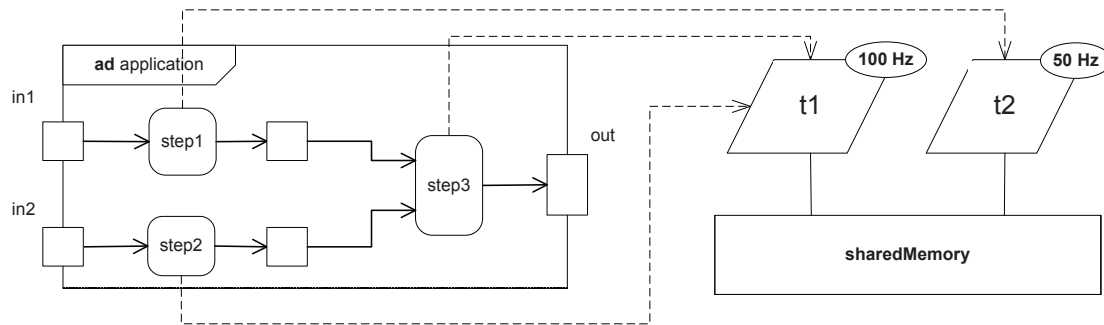 ad application
100 Hz
50 Hz
in1
t1
t2
step1
out
step3
in2
step2
sharedMemory